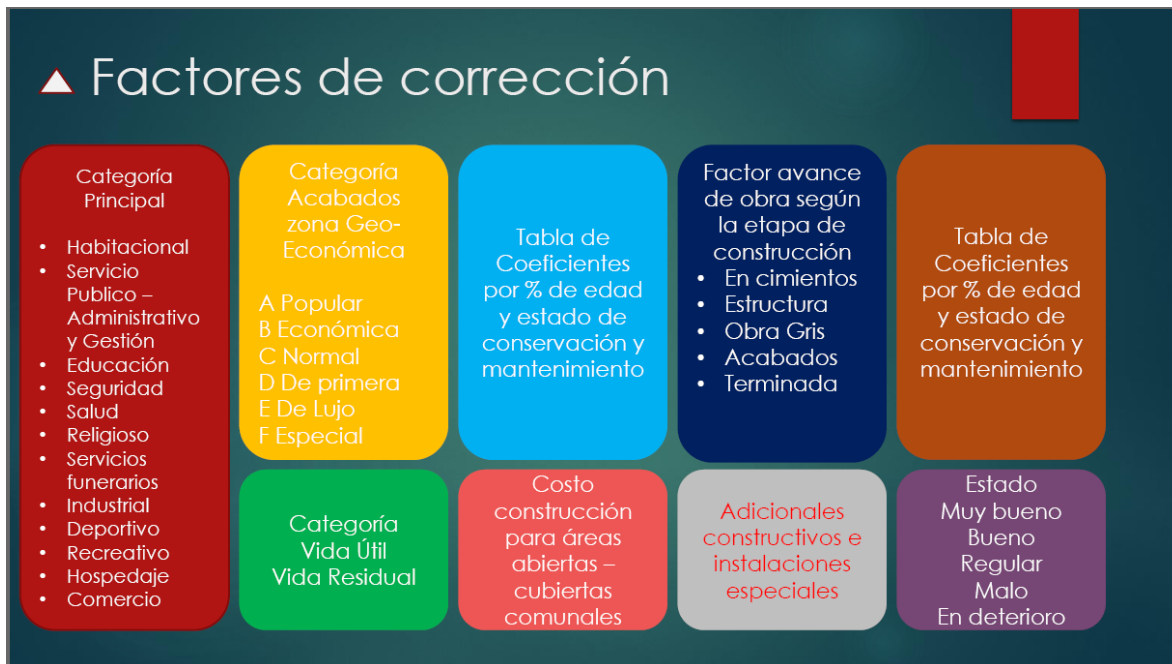 Factores de corrección
Categoría
Principal
• Habitacional
• Servicio
Publico –
Administrativo
y Gestión
• Educación
• Seguridad
• Salud
• Religioso
• Servicios
funerarios
• Industrial
• Deportivo
• Recreativo
• Hospedaje
• Comercio
Categoría
Acabados
zona Geo-
Económica
A Popular
B Económica
C Normal
D De primera
E De Lujo
F Especial
Tabla de
Coeficientes
por % de edad
y estado de
conservación y
mantenimiento
Factor avance
de obra según
la etapa de
construcción
• En cimientos
• Estructura
• Obra Gris
• Acabados
• Terminada
Tabla de
Coeficientes
por % de edad
y estado de
conservación y
mantenimiento
Categoría
Vida Útil
Vida Residual
Costo
construcción
para áreas
abiertas –
cubiertas
comunales
Adicionales
constructivos e
instalaciones
especiales
Estado
Muy bueno
Bueno
Regular
Malo
En deterioro